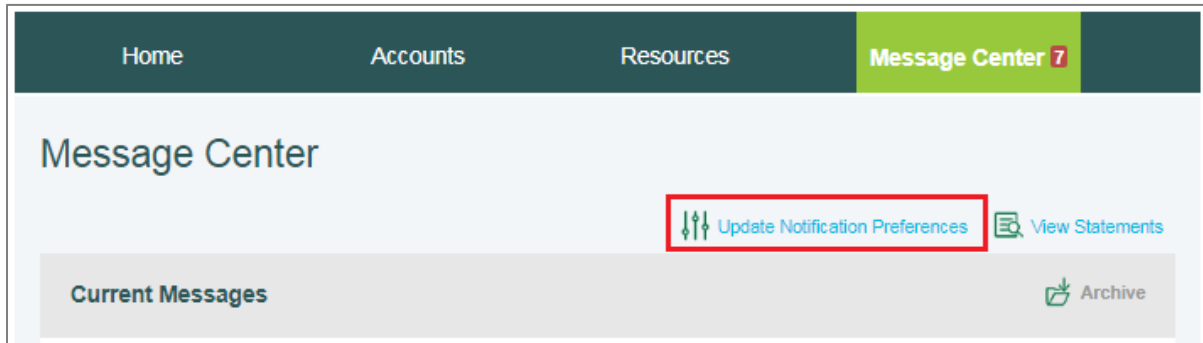 Home Accounts Resources Message Center 7
Message Center
Update Notification Preferences View Statements
Current Messages Archive